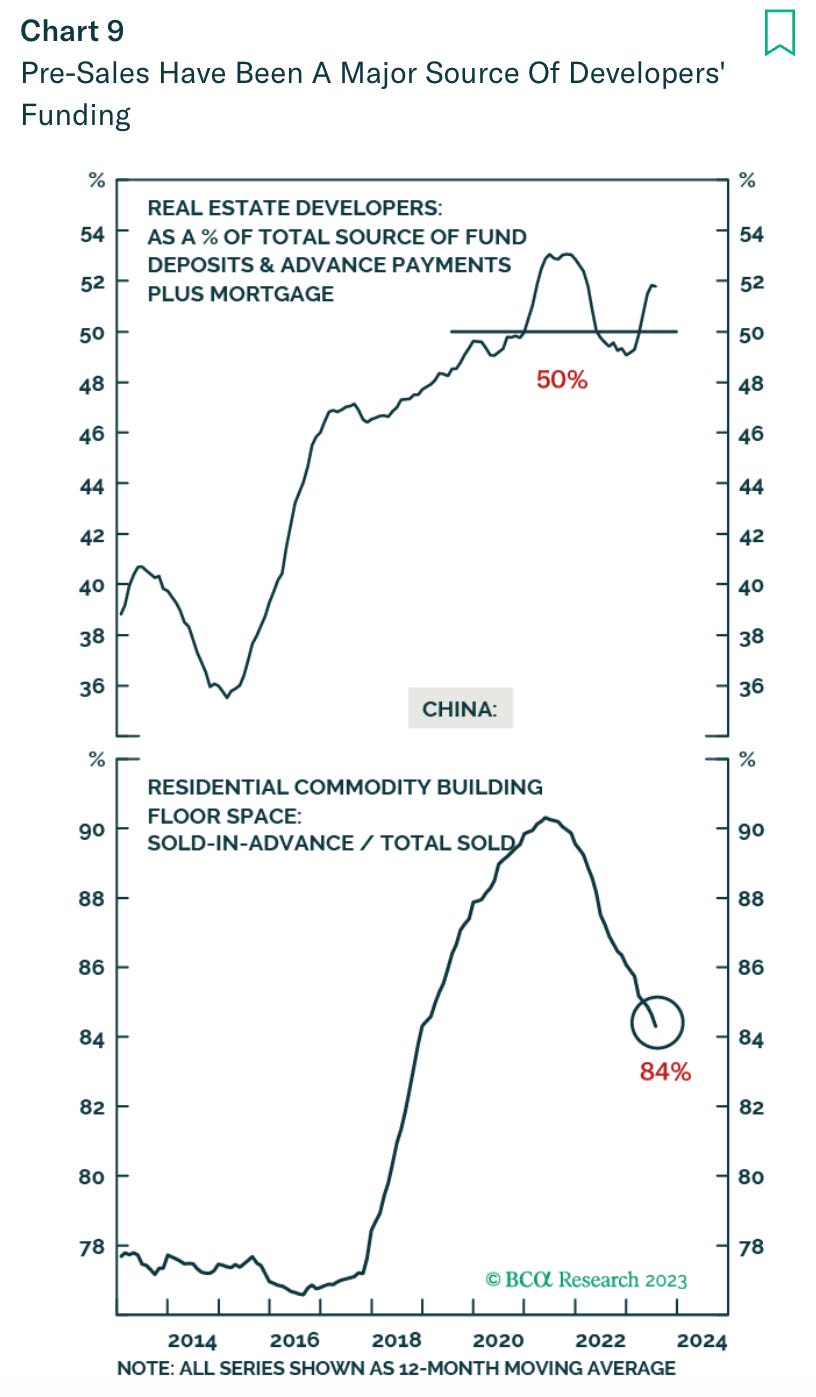 Chart 9
Pre-Sales Have Been A Major Source Of Developers'
Funding
% %
REAL ESTATE DEVELOPERS:
AS A % OF TOTAL SOURCE OF FUND
DEPOSITS & ADVANCE PAYMENTS
PLUS MORTGAGE
54 54
52 52
50 50
50%
48 48
46 46
44 44
42 42
40 40
38 38
36 36
CHINA:
% %
RESIDENTIAL COMMODITY BUILDING
FLOOR SPACE:
SOLD-IN-ADVANCE / TOTAL SOLD
90 90
88 88
86 86
84 84
84%
82 82
80 80
78 78
© BCα Research 2023
2014 2016 2018 2020 2022 2024
NOTE: ALL SERIES SHOWN AS 12-MONTH MOVING AVERAGE